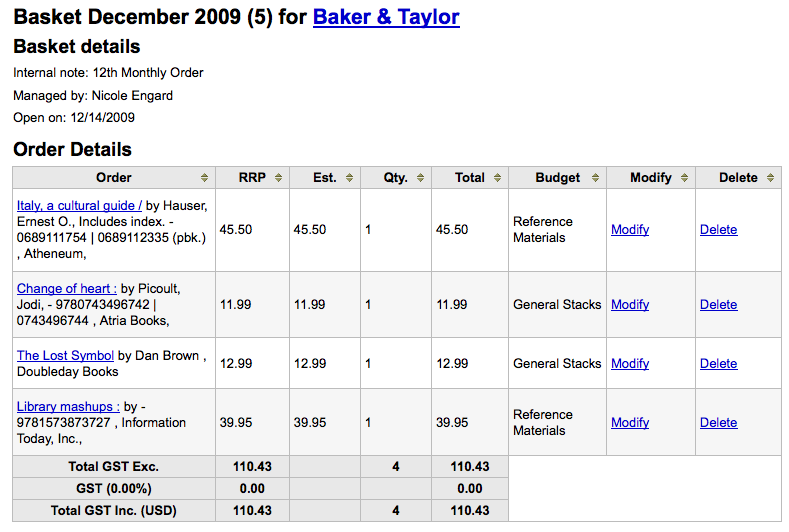 Basket December 2009 (5) for Baker & Taylor
Basket details
Internal note: 12th Monthly Order
Managed by: Nicole Engard
Open on: 12/14/2009
Order Details
Order RRP Est. Qty. Total Budget Modify Delete
Italy, a cultural guide / by Hauser,
Ernest O., Includes index. -
0689111754 | 0689112335 (pbk.)
, Atheneum,
45.50 45.50 1 45.50
Reference
Materials
Modify Delete
Change of heart : by Picoult,
Jodi, - 9780743496742 |
0743496744 , Atria Books,
11.99 11.99 1 11.99 General Stacks Modify Delete
The Lost Symbol by Dan Brown ,
Doubleday Books
12.99 12.99 1 12.99 General Stacks Modify Delete
Library mashups : by -
9781573873727 , Information
Today, Inc.,
39.95 39.95 1 39.95
Reference
Materials
Modify Delete
Total GST Exc. 110.43 4 110.43
GST (0.00%) 0.00 0.00
Total GST Inc. (USD) 110.43 4 110.43